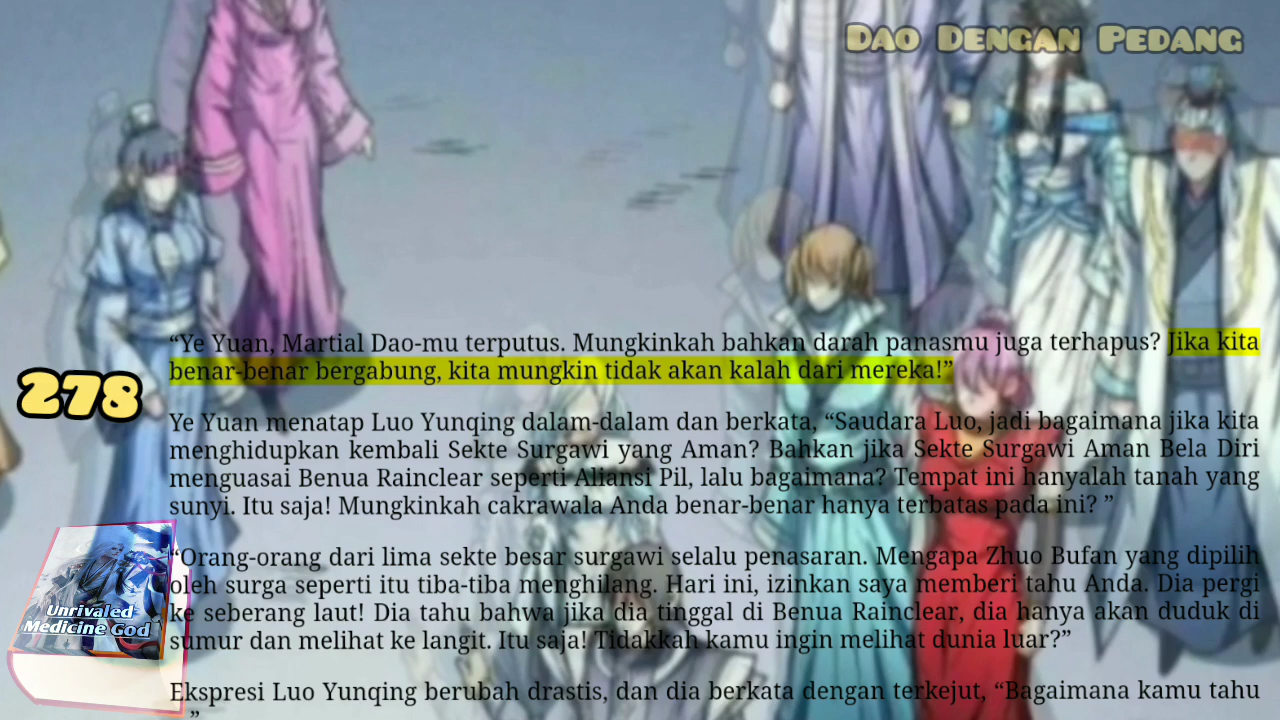 Dao Dengan Pedang
“Ye Yuan, Martial Dao-mu terputus. Mungkinkah bahkan darah panasmu juga terhapus? Jika kita
benar-benar bergabung, kita mungkin tidak akan kalah dari mereka!”
278
Ye Yuan menatap Luo Yunqing dalam-dalam dan berkata, “Saudara Luo, jadi bagaimana jika kita
menghidupkan kembali Sekte Surgawi yang Aman? Bahkan jika Sekte Surgawi Aman Bela Diri
menguasai Benua Rainclear seperti Aliansi Pil, lalu bagaimana? Tempat ini hanyalah tanah yang
sunyi. Itu saja! Mungkinkah cakrawala Anda benar-benar hanya terbatas pada ini? ”
“Orang-orang dari lima sekte besar surgawi selalu penasaran. Mengapa Zhuo Bufan yang dipilih
oleh surga seperti itu tiba-tiba menghilang. Hari ini, izinkan saya memberi tahu Anda. Dia pergi
ke seberang laut! Dia tahu bahwa jika dia tinggal di Benua Rainclear, dia hanya akan duduk di
sumur dan melihat ke langit. Itu saja! Tidakkah kamu ingin melihat dunia luar?”
Unrivaled
Medicine God
Ekspresi Luo Yunqing berubah drastis, dan dia berkata dengan terkejut, “Bagaimana kamu tahu
”